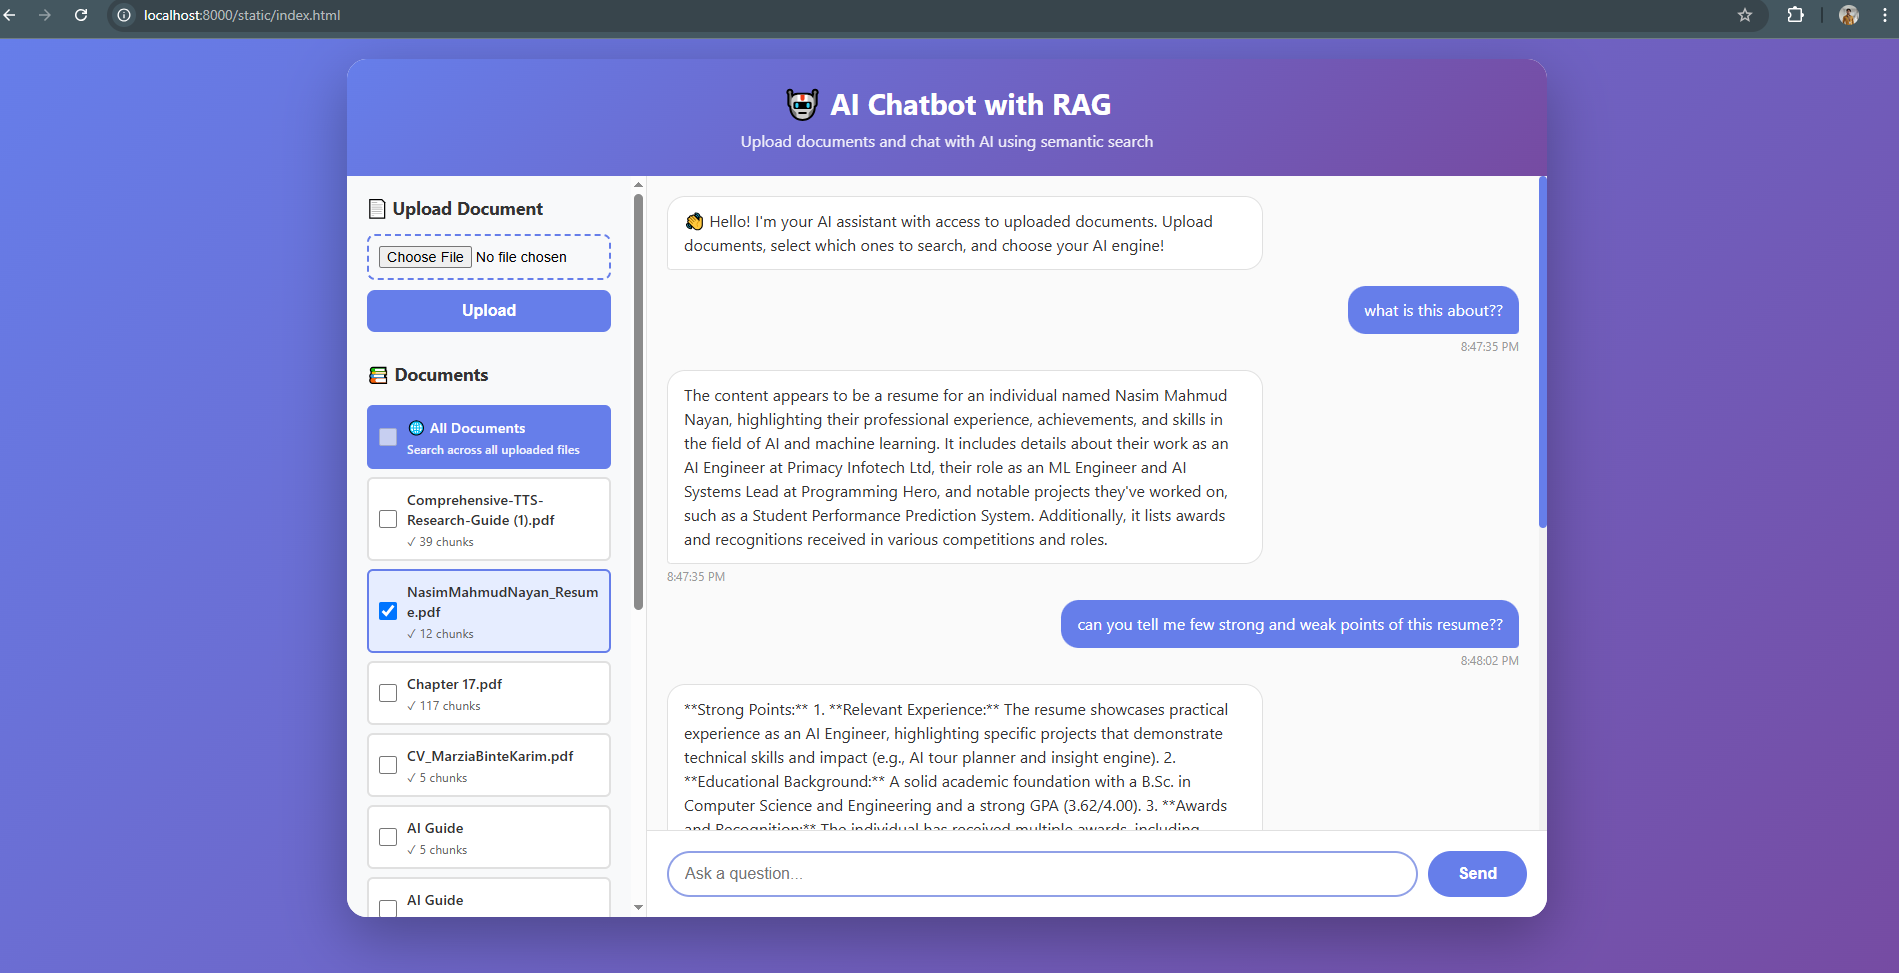 localhost:8000/static/index.html
AI Chatbot with RAG
Upload documents and chat with AI using semantic search
Upload Document
Choose File No file chosen
Upload
Documents
All Documents
Search across all uploaded files
Comprehensive-TTS-
Research-Guide (1).pdf
✓ 39 chunks
NasimMahmudNayan_Resum
e.pdf
✓ 12 chunks
Chapter 17.pdf
✓ 117 chunks
CV_MarziaBinteKarim.pdf
✓ 5 chunks
AI Guide
✓ 5 chunks
AI Guide
👋 Hello! I'm your AI assistant with access to uploaded documents. Upload
documents, select which ones to search, and choose your AI engine!
what is this about??
8:47:35 PM
The content appears to be a resume for an individual named Nasim Mahmud
Nayan, highlighting their professional experience, achievements, and skills in
the field of AI and machine learning. It includes details about their work as an
AI Engineer at Primacy Infotech Ltd, their role as an ML Engineer and AI
Systems Lead at Programming Hero, and notable projects they've worked on,
such as a Student Performance Prediction System. Additionally, it lists awards
and recognitions received in various competitions and roles.
8:47:35 PM
can you tell me few strong and weak points of this resume??
8:48:02 PM
**Strong Points:** 1. **Relevant Experience:** The resume showcases practical
experience as an AI Engineer, highlighting specific projects that demonstrate
technical skills and impact (e.g., AI tour planner and insight engine). 2.
**Educational Background:** A solid academic foundation with a B.Sc. in
Computer Science and Engineering and a strong GPA (3.62/4.00). 3. **Awards
and Recognition:** The individual has received multiple awards, including
Ask a question...
Send